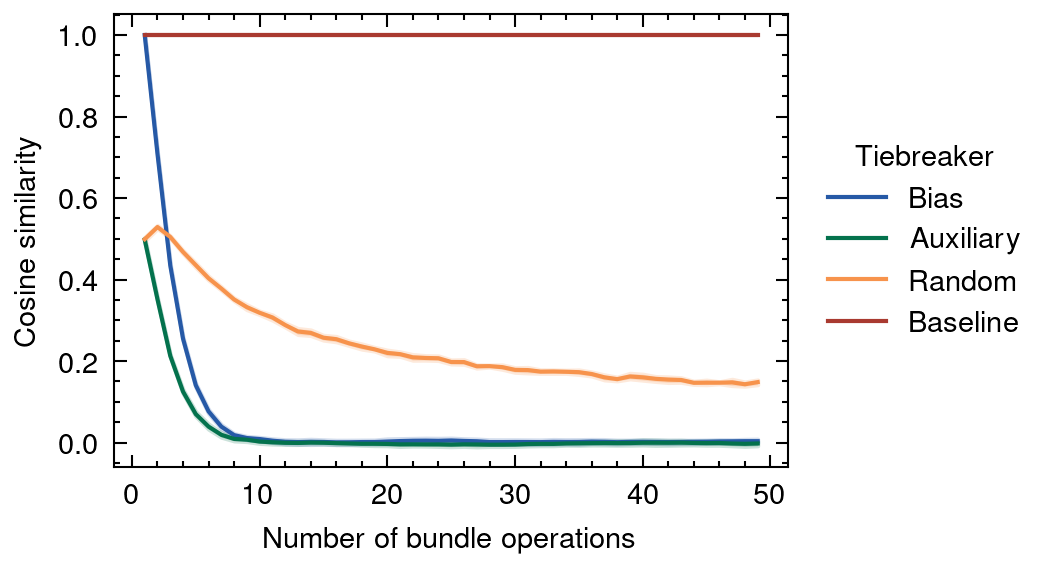 1.0
0.8
0.6
0.4
0.2
0.0
Cosine similarity
0 10 20 30 40 50
Number of bundle operations
Tiebreaker
Bias
Auxiliary
Random
Baseline